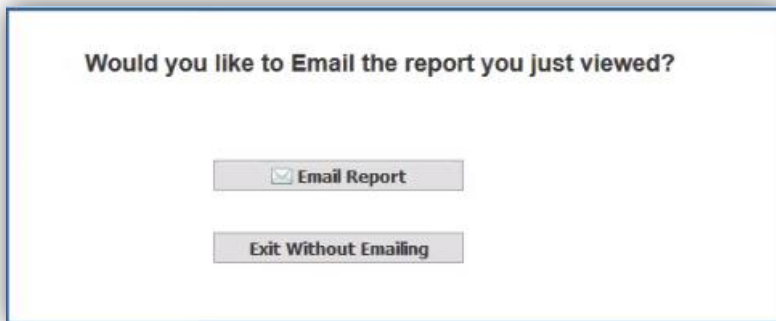 Would you like to Email the report you just viewed?
Email Report
Exit Without Emailing